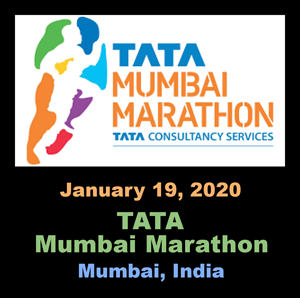 TATA
MUMBAI
MARATHON
TATA CONSULTANCY SERVICES
January 19, 2020
TATA
Mumbai Marathon
Mumbai, India